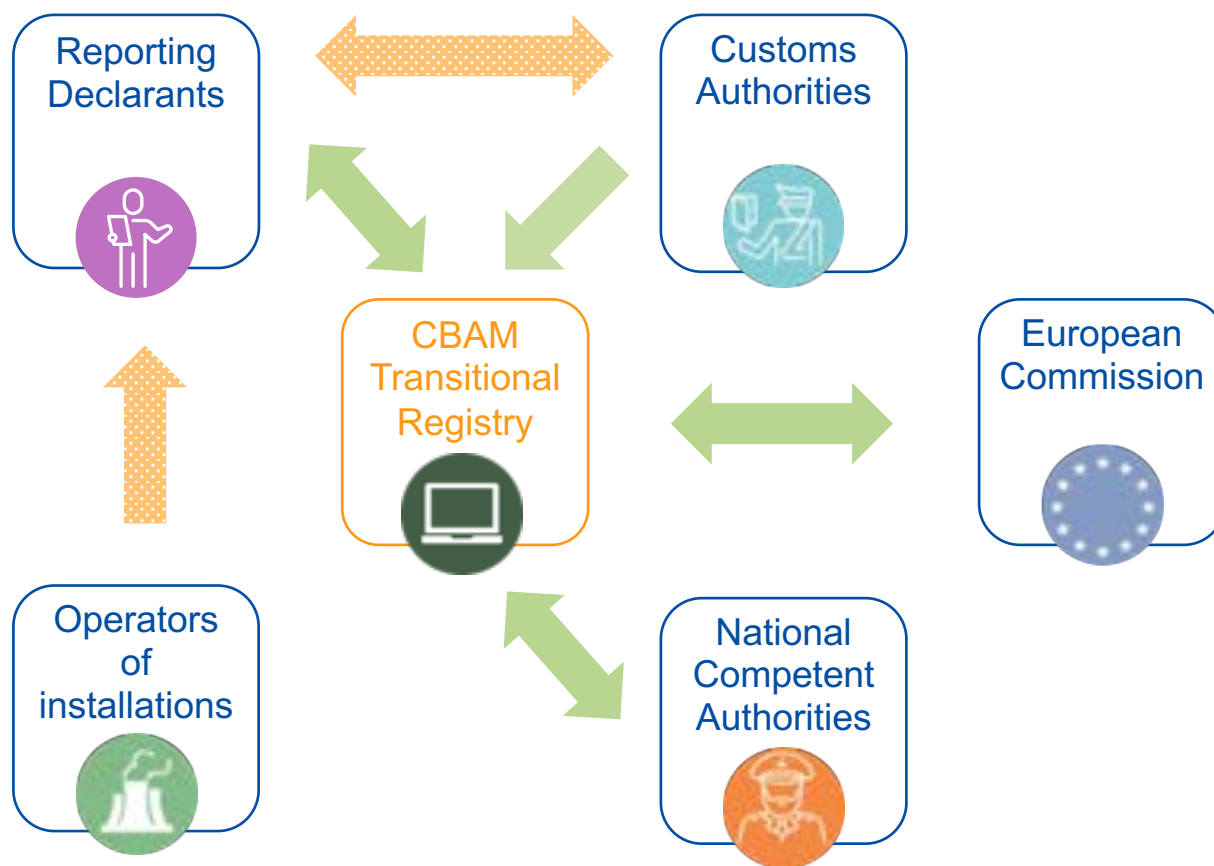 Reporting
Declarants
Customs
Authorities
CBAM
Transitional
Registry
European
Commission
Operators
of
installations
National
Competent
Authorities